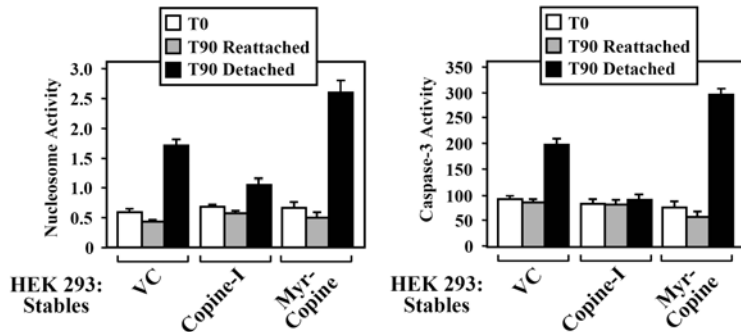 T0
T90 Reattached
T90 Detached
Nucleosome Activity
3.0
2.5
2.0
1.5
1.0
0.5
0
HEK 293:
Stables
VC
Copine-I
Myr-
Copine
T0
T90 Reattached
T90 Detached
Caspase-3 Activity
350
300
250
200
150
100
50
0
HEK 293:
Stables
VC
Copine-I
Myr-
Copine